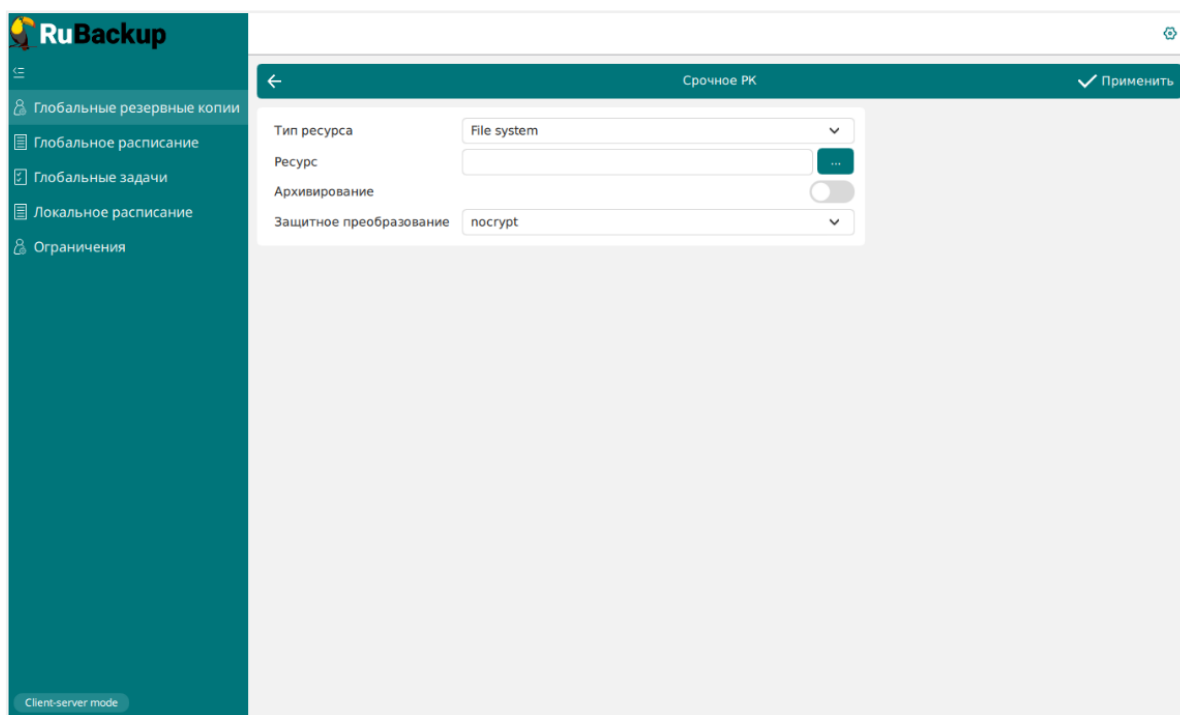 RuBackup
Срочное РК
Применить
Глобальные резервные копии
Глобальное расписание
Глобальные задачи
Локальное расписание
Ограничения
Тип ресурса File system
Ресурс ...
Архивирование
Защитное преобразование nocrypt
Client-server mode